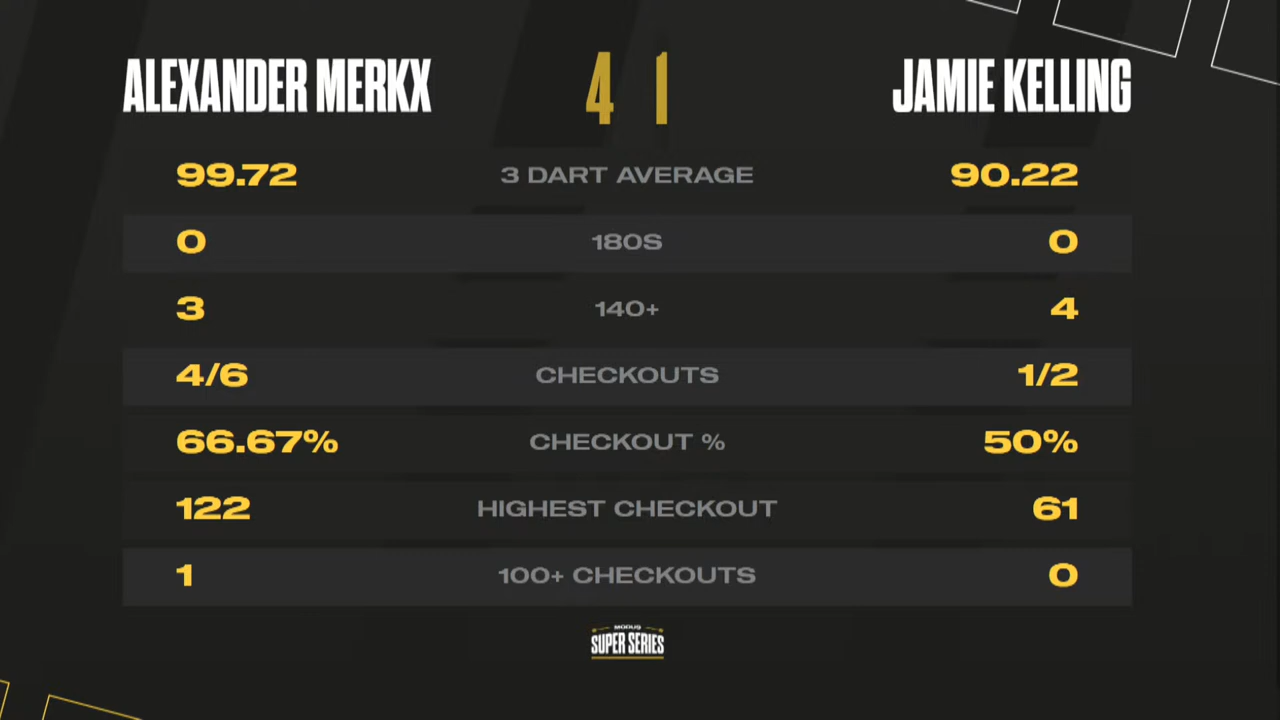 ALEXANDER MERKX 4 1 JAMIE KELLING
99.72 3 DART AVERAGE 90.22
0 180S 0
3 140+ 4
4/6 CHECKOUTS 1/2
66.67% CHECKOUT % 50%
122 HIGHEST CHECKOUT 61
1 100+ CHECKOUTS 0
MODUS
SUPER SERIES